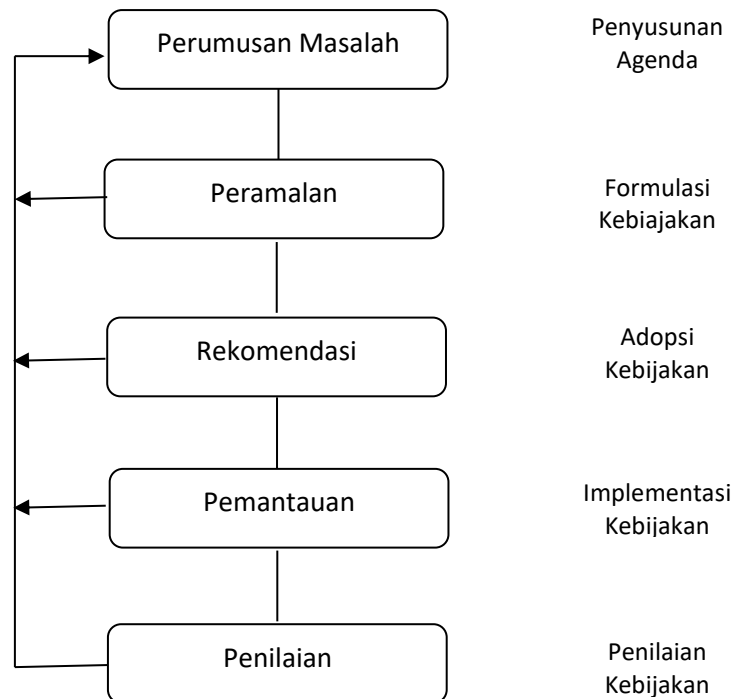 Perumusan Masalah
Penyusunan
Agenda
Peramalan
Formulasi
Kebiajakan
Rekomendasi
Adopsi
Kebijakan
Pemantauan
Implementasi
Kebijakan
Penilaian
Penilaian
Kebijakan